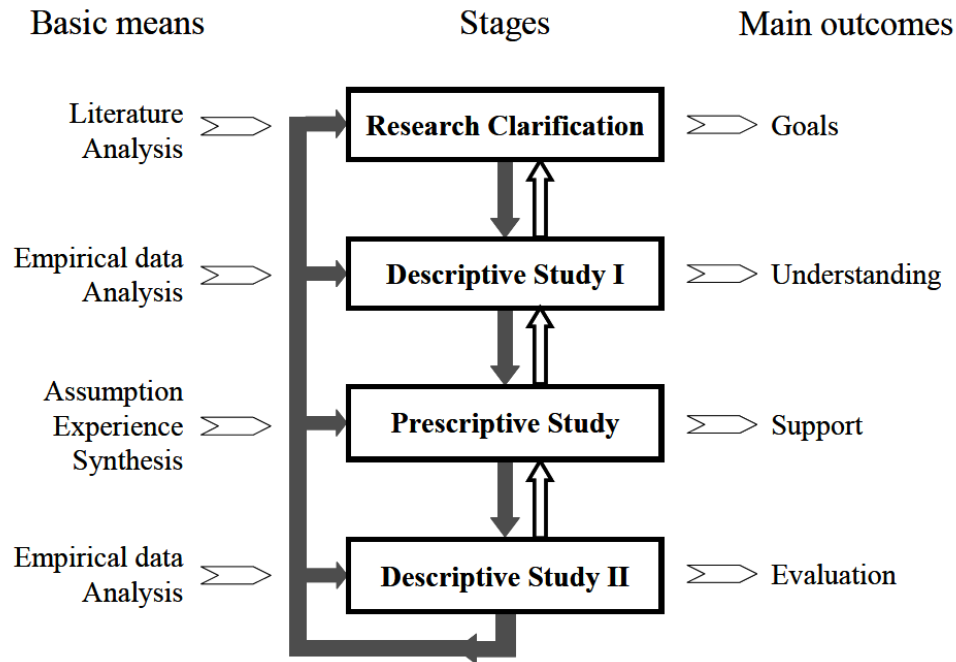 Basic means
Stages
Main outcomes
Literature
Analysis
Research Clarification
Goals
Empirical data
Analysis
Descriptive Study I
Understanding
Assumption
Experience
Synthesis
Prescriptive Study
Support
Empirical data
Analysis
Descriptive Study II
Evaluation